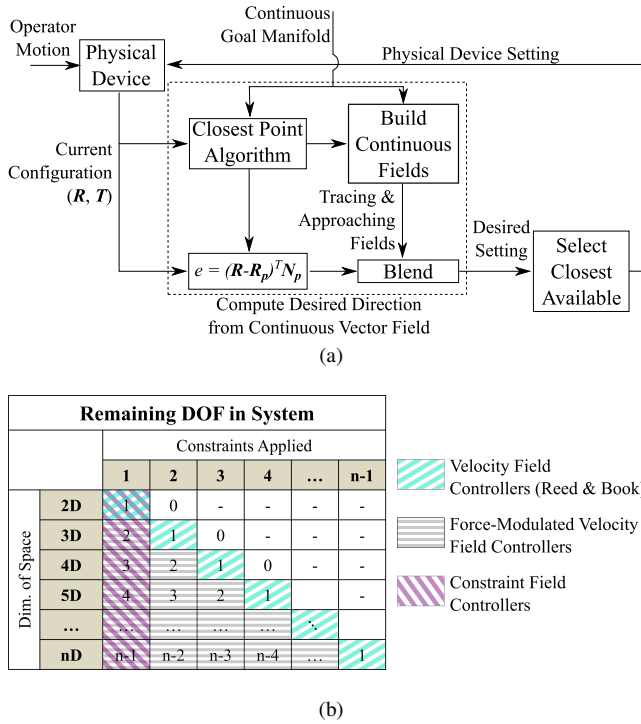 Operator
Motion
Physical
Device
Continuous
Goal Manifold
Physical Device Setting
Current
Configuration
(R, T)
Closest Point
Algorithm
Build
Continuous
Fields
Tracing &
Approaching
Fields
e = (R-Rp)ᵀNp
Blend
Desired
Setting
Select
Closest
Available
Compute Desired Direction
from Continuous Vector Field
(a)
Remaining DOF in System
Constraints Applied
1 2 3 4 ... n-1
Dim. of Space
2D 1 0 - - - -
3D 2 1 0 - - -
4D 3 2 1 0 - -
5D 4 3 2 1 -
... ... ... ... ... ⋱
nD n-1 n-2 n-3 n-4 ... 1
Velocity Field
Controllers (Reed & Book)
Force-Modulated Velocity
Field Controllers
Constraint Field
Controllers
(b)